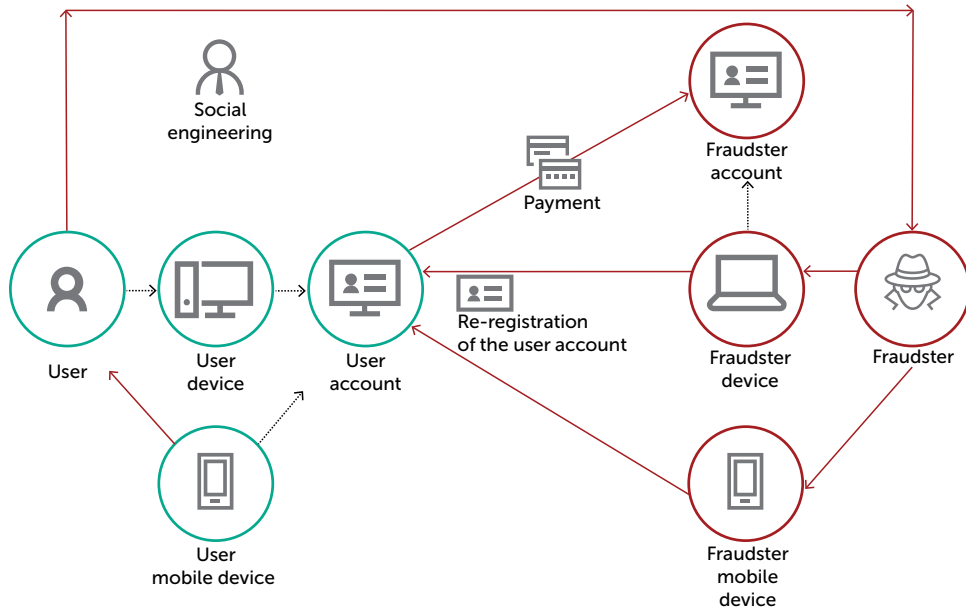 Social
engineering
Fraudster
account
Payment
Re-registration
of the user account
User
User
device
User
account
Fraudster
device
Fraudster
User
mobile device
Fraudster
mobile
device